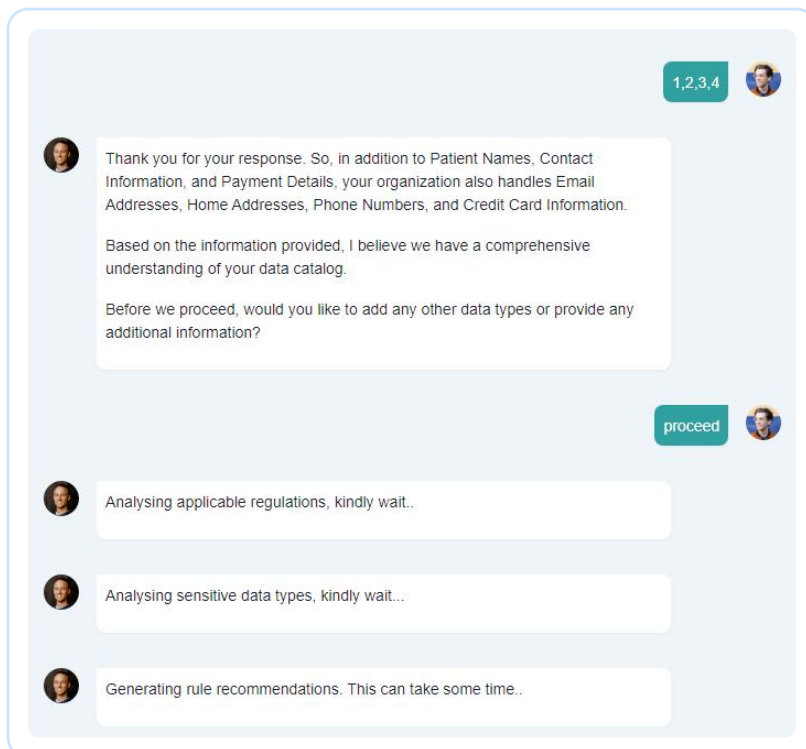 1,2,3,4
Thank you for your response. So, in addition to Patient Names, Contact
Information, and Payment Details, your organization also handles Email
Addresses, Home Addresses, Phone Numbers, and Credit Card Information.
Based on the information provided, I believe we have a comprehensive
understanding of your data catalog.
Before we proceed, would you like to add any other data types or provide any
additional information?
proceed
Analysing applicable regulations, kindly wait..
Analysing sensitive data types, kindly wait...
Generating rule recommendations. This can take some time..